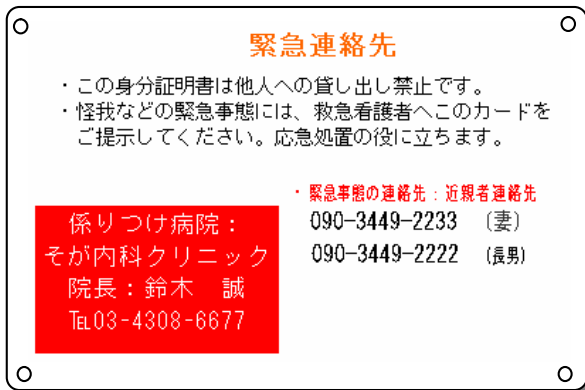 緊急連絡先
・この身分証明書は他人への貸し出し禁止です。
・怪我などの緊急事態には、救急看護者へこのカードを
ご提示してください。応急処置の役に立ちます。
係りつけ病院：
そが内科クリニック
院長：鈴木　誠
℡03-4308-6677
・緊急事態の連絡先：近親者連絡先
090-3449-2233 （妻）
090-3449-2222 （長男）